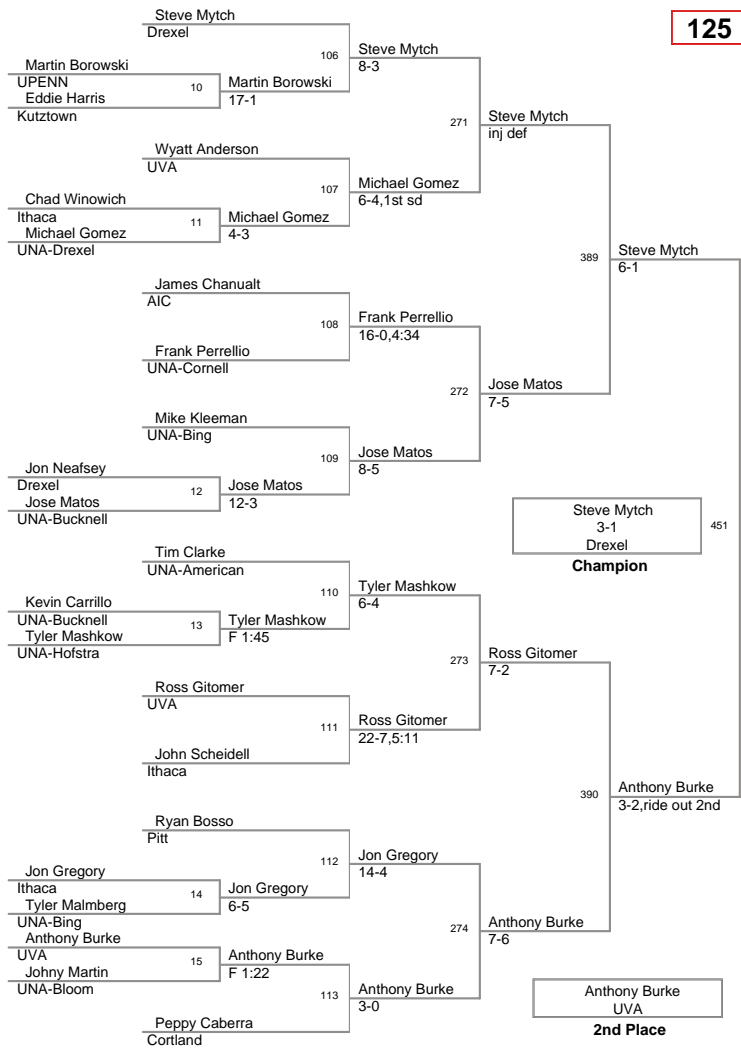 125
Steve Mytch
Drexel
106
Steve Mytch
8-3
Martin Borowski
UPENN
10
Martin Borowski
17-1
Eddie Harris
Kutztown
271
Steve Mytch
inj def
Wyatt Anderson
UVA
107
Michael Gomez
6-4,1st sd
Chad Winowich
Ithaca
11
Michael Gomez
4-3
Michael Gomez
UNA-Drexel
389
Steve Mytch
6-1
James Chanualt
AIC
108
Frank Perrellio
16-0,4:34
Frank Perrellio
UNA-Cornell
272
Jose Matos
7-5
Mike Kleeman
UNA-Bing
109
Jose Matos
8-5
Jon Neafsey
Drexel
12
Jose Matos
12-3
Jose Matos
UNA-Bucknell
Steve Mytch
3-1
Drexel
451
Champion
Tim Clarke
UNA-American
110
Tyler Mashkow
6-4
Kevin Carrillo
UNA-Bucknell
13
Tyler Mashkow
F 1:45
Tyler Mashkow
UNA-Hofstra
273
Ross Gitomer
7-2
Ross Gitomer
UVA
111
Ross Gitomer
22-7,5:11
John Scheidell
Ithaca
390
Anthony Burke
3-2,ride out 2nd
Ryan Bosso
Pitt
112
Jon Gregory
14-4
Jon Gregory
Ithaca
14
Jon Gregory
6-5
Tyler Malmberg
UNA-Bing
274
Anthony Burke
7-6
Anthony Burke
UVA
15
Anthony Burke
F 1:22
Johny Martin
UNA-Bloom
113
Anthony Burke
3-0
Peppy Caberra
Cortland
Anthony Burke
UVA
2nd Place